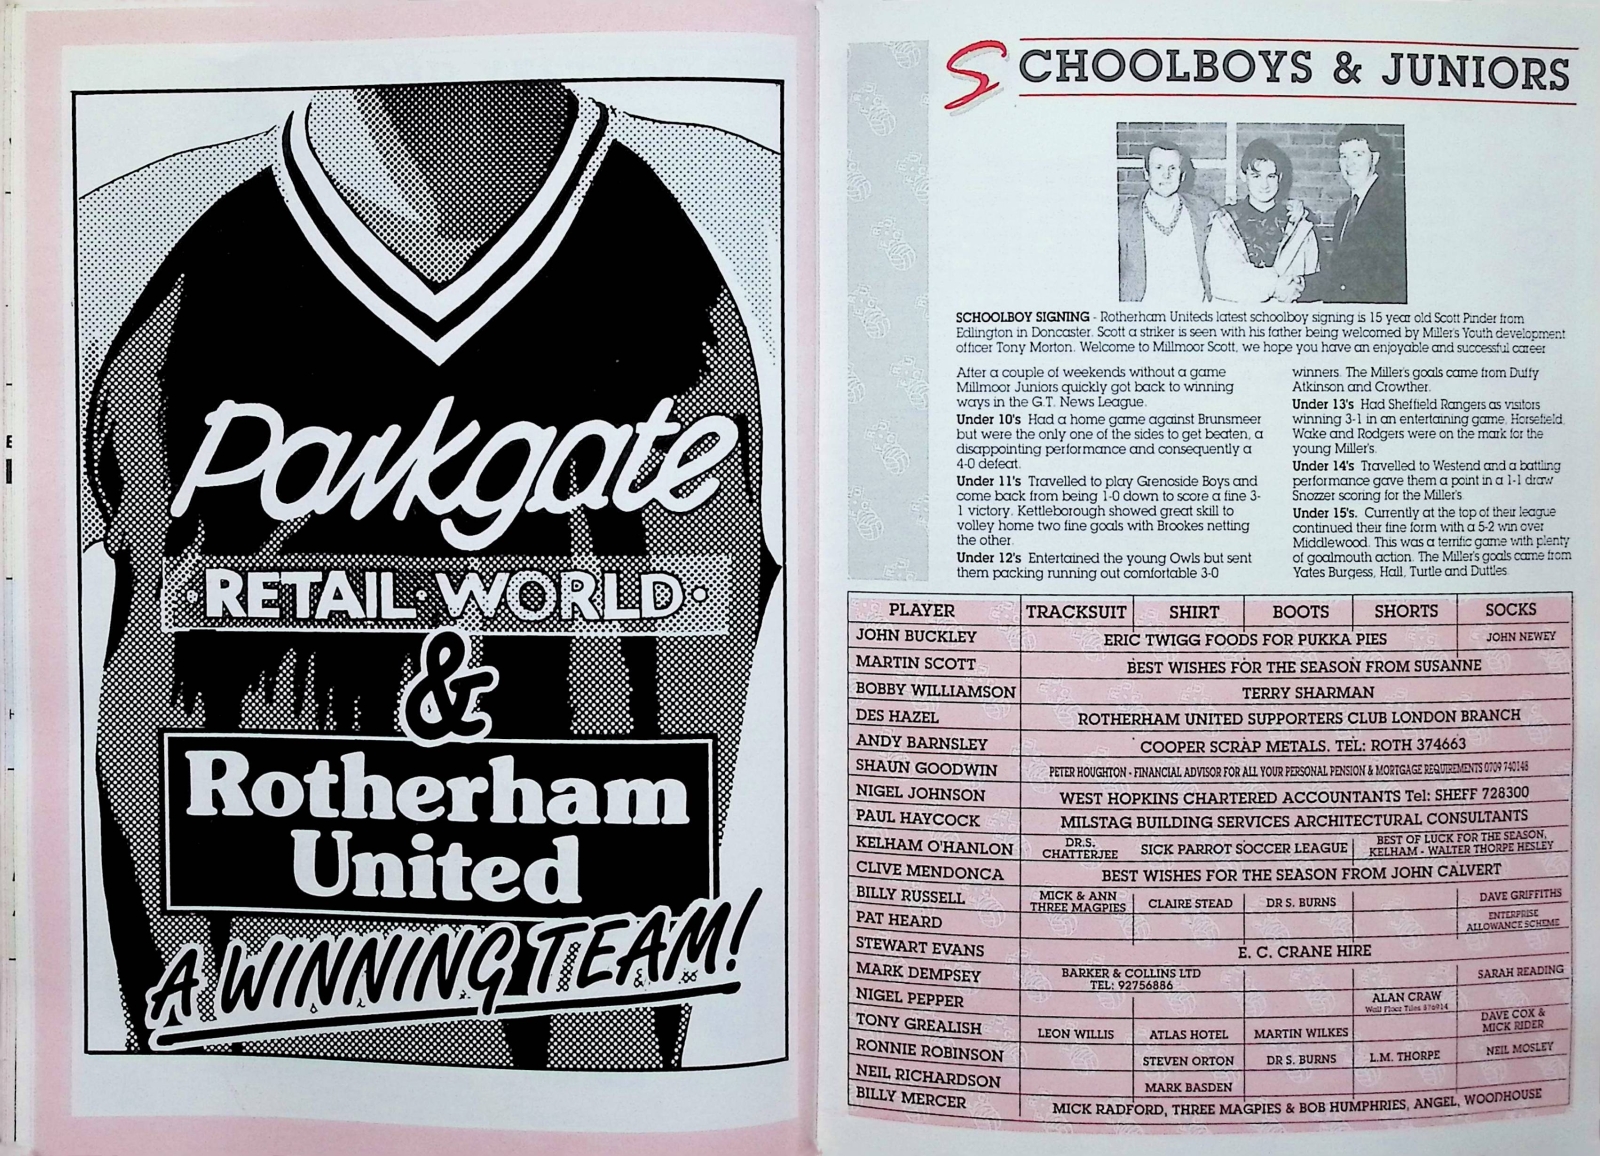 Parkgate
·RETAIL·WORLD·
&
Rotherham
United
A WINNING TEAM!
SCHOOLBOYS & JUNIORS
SCHOOLBOY SIGNING - Rotherham Uniteds latest schoolboy signing is 15 year old Scott Pinder from
Edlington in Doncaster. Scott a striker is seen with his father being welcomed by Miller's Youth development
officer Tony Morton. Welcome to Millmoor Scott, we hope you have an enjoyable and successful career
After a couple of weekends without a game
Millmoor Juniors quickly got back to winning
ways in the G.T. News League.
Under 10's Had a home game against Brunsmeer
but were the only one of the sides to get beaten, a
disappointing performance and consequently a
4-0 defeat.
Under 11's Travelled to play Grenoside Boys and
come back from being 1-0 down to score a fine 3-
1 victory. Kettleborough showed great skill to
volley home two fine goals with Brookes netting
the other.
Under 12's Entertained the young Owls but sent
them packing running out comfortable 3-0
winners. The Miller's goals came from Duffy
Atkinson and Crowther.
Under 13's Had Sheffield Rangers as visitors
winning 3-1 in an entertaining game. Horsefield,
Wake and Rodgers were on the mark for the
young Miller's.
Under 14's Travelled to Westend and a battling
performance gave them a point in a 1-1 draw
Snozzer scoring for the Miller's
Under 15's. Currently at the top of their league
continued their fine form with a 5-2 win over
Middlewood. This was a terrific game with plenty
of goalmouth action. The Miller's goals came from
Yates Burgess, Hall, Turtle and Duttles.
PLAYER TRACKSUIT SHIRT BOOTS SHORTS SOCKS
JOHN BUCKLEY ERIC TWIGG FOODS FOR PUKKA PIES JOHN NEWEY
MARTIN SCOTT BEST WISHES FOR THE SEASON FROM SUSANNE
BOBBY WILLIAMSON TERRY SHARMAN
DES HAZEL ROTHERHAM UNITED SUPPORTERS CLUB LONDON BRANCH
ANDY BARNSLEY COOPER SCRAP METALS. TEL: ROTH 374663
SHAUN GOODWIN PETER HOUGHTON - FINANCIAL ADVISOR FOR ALL YOUR PERSONAL PENSION & MORTGAGE REQUIREMENTS 0709 740148
NIGEL JOHNSON WEST HOPKINS CHARTERED ACCOUNTANTS Tel: SHEFF 728300
PAUL HAYCOCK MILSTAG BUILDING SERVICES ARCHITECTURAL CONSULTANTS
KELHAM O'HANLON DR.S. CHATTERJEE SICK PARROT SOCCER LEAGUE BEST OF LUCK FOR THE SEASON, KELHAM - WALTER THORPE HESLEY
CLIVE MENDONCA BEST WISHES FOR THE SEASON FROM JOHN CALVERT
BILLY RUSSELL MICK & ANN THREE MAGPIES CLAIRE STEAD DR S. BURNS DAVE GRIFFITHS
PAT HEARD ENTERPRISE ALLOWANCE SCHEME
STEWART EVANS E. C. CRANE HIRE
MARK DEMPSEY BARKER & COLLINS LTD TEL: 92756886 SARAH READING
NIGEL PEPPER ALAN CRAW Wall Floor Tiles 876914
TONY GREALISH LEON WILLIS ATLAS HOTEL MARTIN WILKES DAVE COX & MICK RIDER
RONNIE ROBINSON STEVEN ORTON DR S. BURNS L.M. THORPE NEIL MOSLEY
NEIL RICHARDSON MARK BASDEN
BILLY MERCER MICK RADFORD, THREE MAGPIES & BOB HUMPHRIES, ANGEL, WOODHOUSE